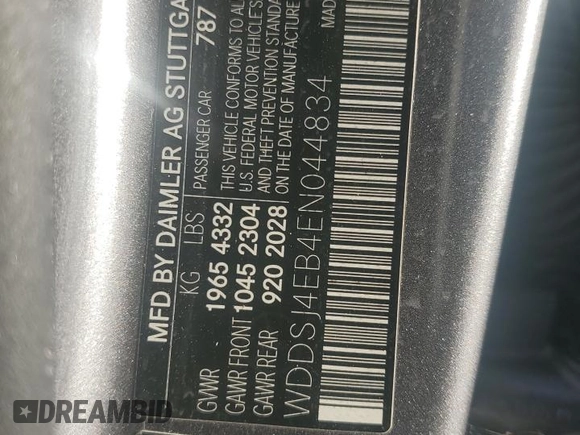 MFD BY DAIMLER AG STUTTGA
KG LBS PASSENGER CAR 787
GVWR 1965 4332 THIS VEHICLE CONFORMS TO AL
GAWR FRONT 1045 2304 U.S. FEDERAL MOTOR VEHICLE'S
GAWR REAR 920 2028 AND THEFT PREVENTION STANDA
ON THE DATE OF MANUFACTURE
WDDSJ4EB4EN044834
MAD
DREAMBID